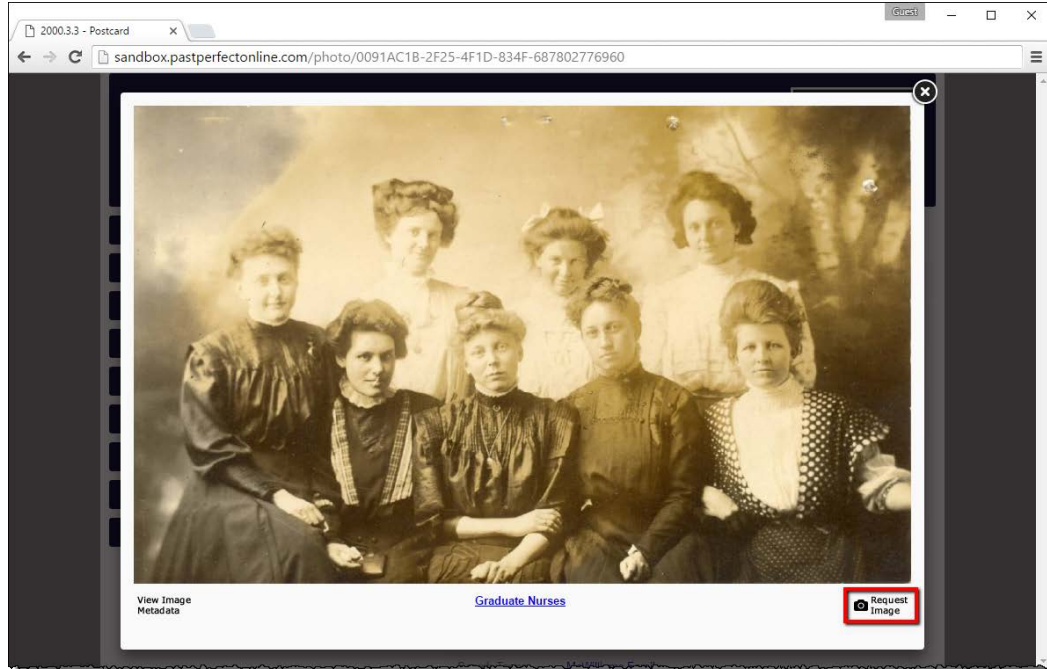 Guest
2000.3.3 - Postcard
sandbox.pastperfectonline.com/photo/0091AC1B-2F25-4F1D-834F-687802776960
View Image
Metadata
Graduate Nurses
Request
Image